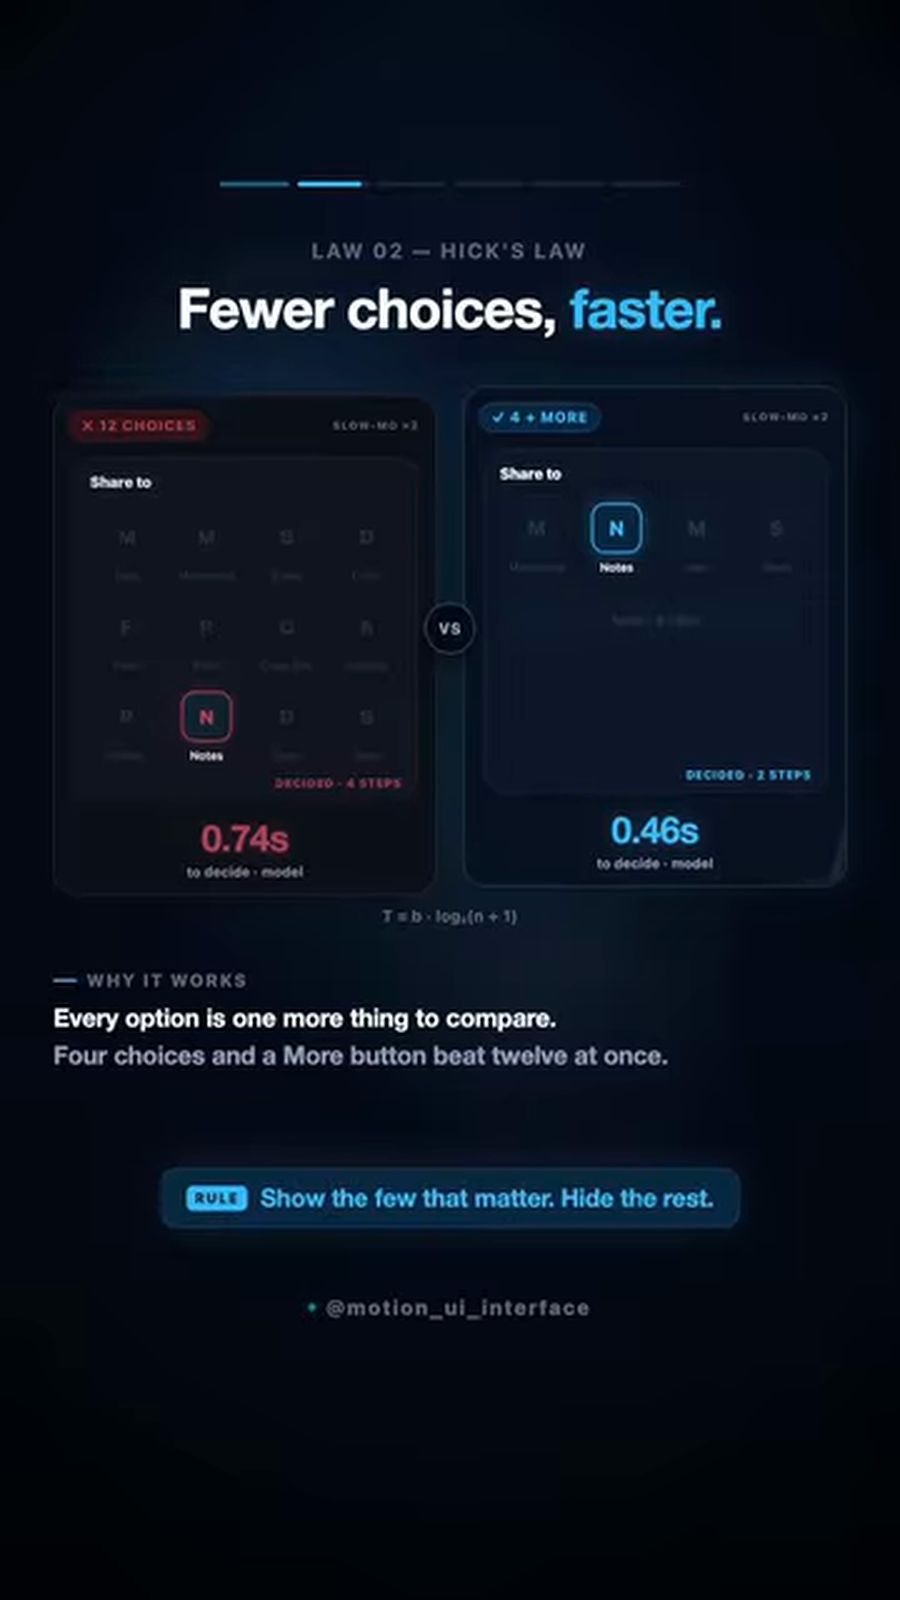 LAW 02 — HICK'S LAW
Fewer choices, faster.
× 12 CHOICES
SLOW-MO ×2
Share to
M M S D
F P C A
P N D S
Notes
DECIDED · 4 STEPS
0.74s
to decide · model
VS
✓ 4 + MORE
SLOW-MO ×2
Share to
M N M S
Notes
DECIDED · 2 STEPS
0.46s
to decide · model
T = b · log₂(n + 1)
— WHY IT WORKS
Every option is one more thing to compare.
Four choices and a More button beat twelve at once.
RULE Show the few that matter. Hide the rest.
@motion_ui_interface